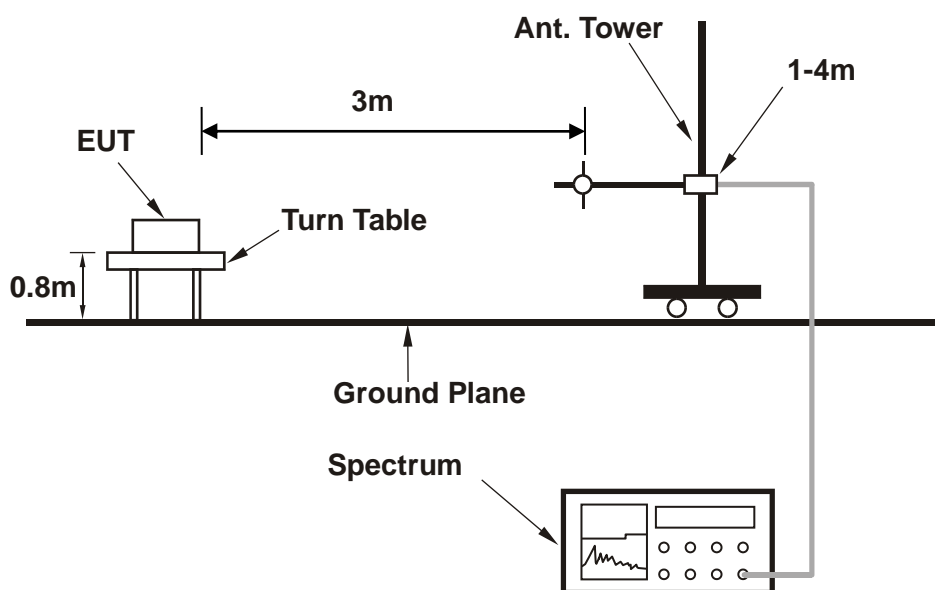 Ant. Tower
1-4m
3m
EUT
Turn Table
0.8m
Ground Plane
Spectrum